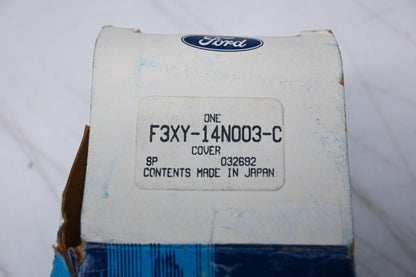 Ford
ONE
F3XY-14N003-C
COVER
SP 032692
CONTENTS MADE IN JAPAN